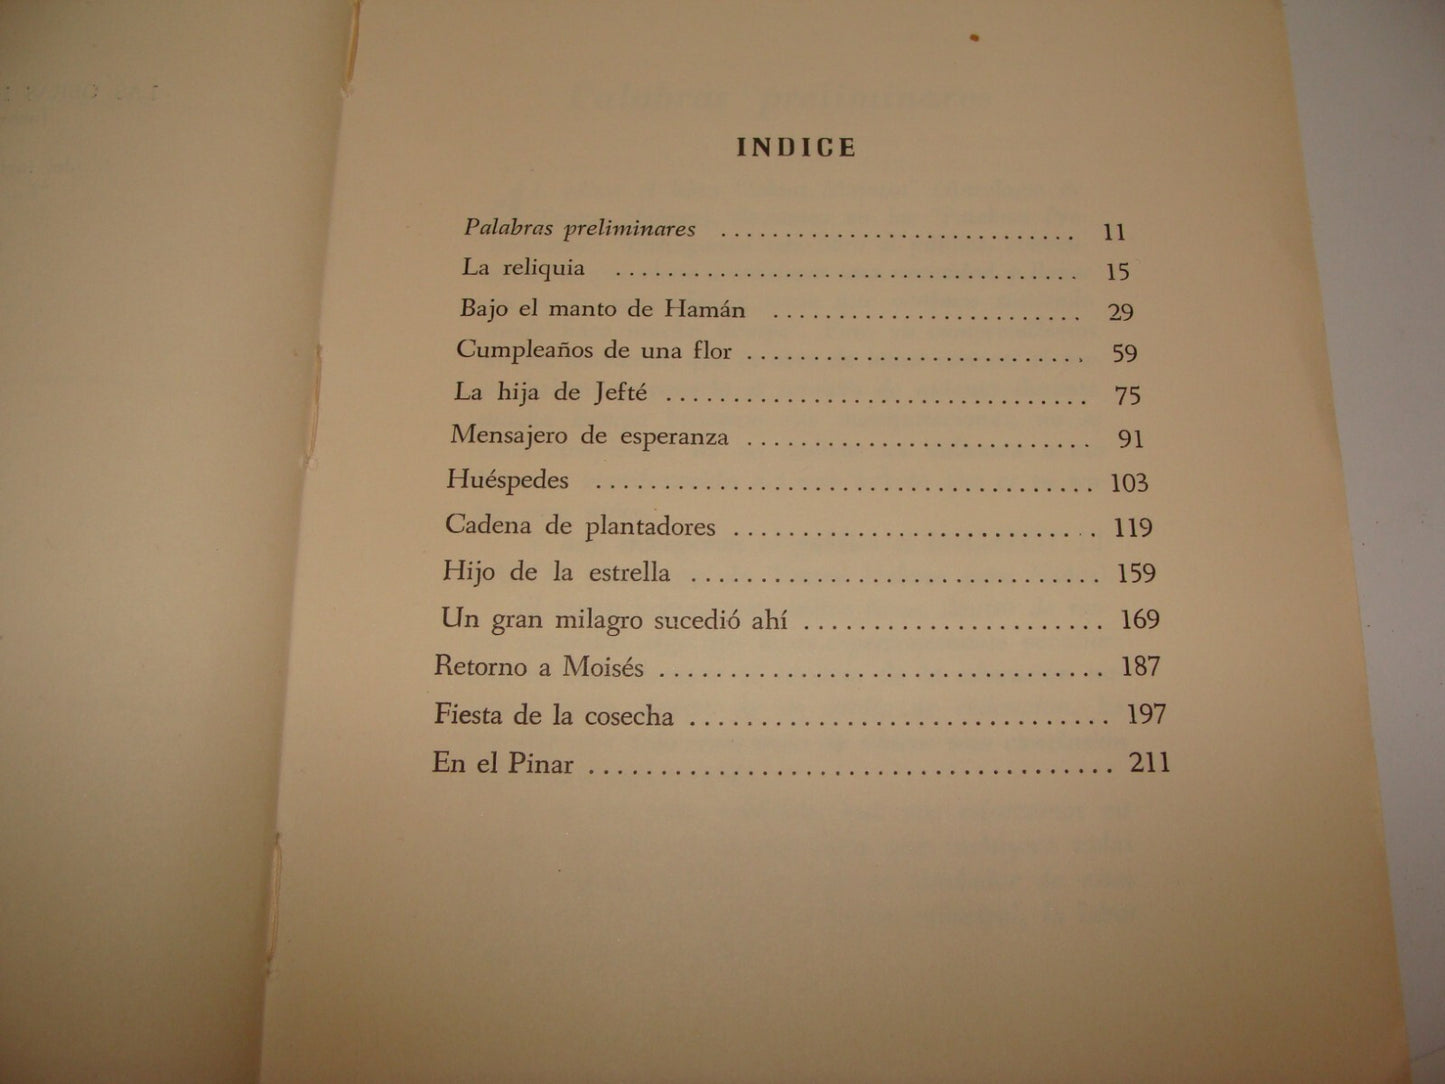 INDICE
Palabras preliminares ............................ 11
La reliquia .................................... 15
Bajo el manto de Hamán ........................ 29
Cumpleaños de una flor .......................... 59
La hija de Jefté ................................ 75
Mensajero de esperanza .......................... 91
Huéspedes ..................................... 103
Cadena de plantadores ........................... 119
Hijo de la estrella .............................. 159
Un gran milagro sucedió ahí ...................... 169
Retorno a Moisés ................................ 187
Fiesta de la cosecha .............................. 197
En el Pinar ..................................... 211